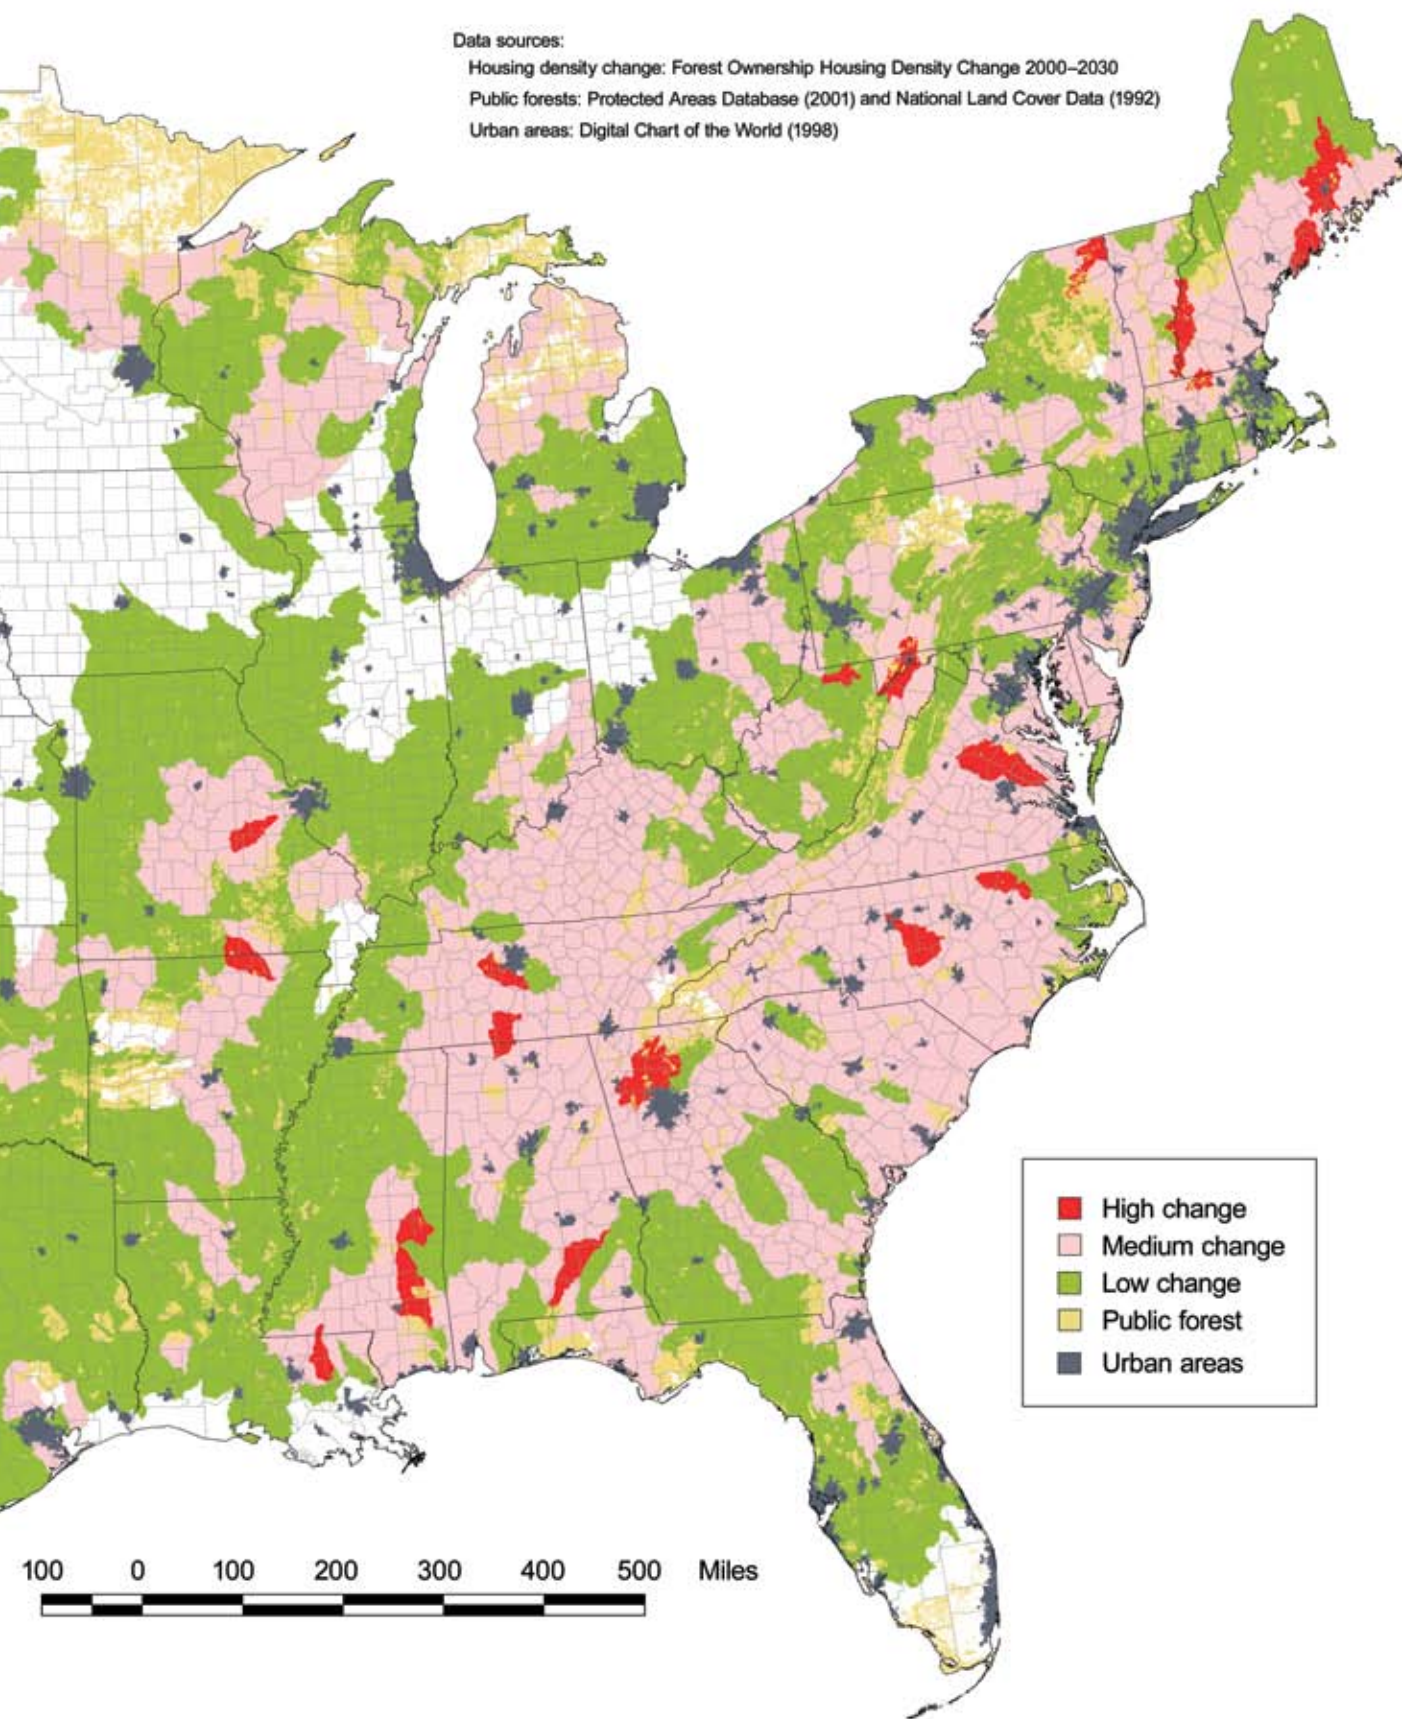 Data sources:
Housing density change: Forest Ownership Housing Density Change 2000–2030
Public forests: Protected Areas Database (2001) and National Land Cover Data (1992)
Urban areas: Digital Chart of the World (1998)
High change
Medium change
Low change
Public forest
Urban areas
100 0 100 200 300 400 500 Miles